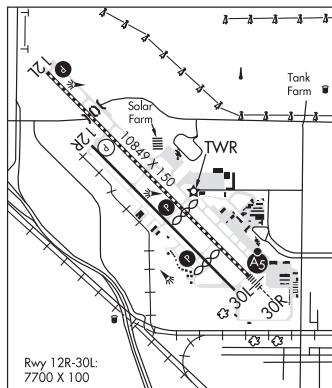 12L
P
Tank
Farm
Solar
Farm
P
12R
10849 X 150
TWR
P
P
A5
30L
30R
Rwy 12R-30L:
7700 X 100